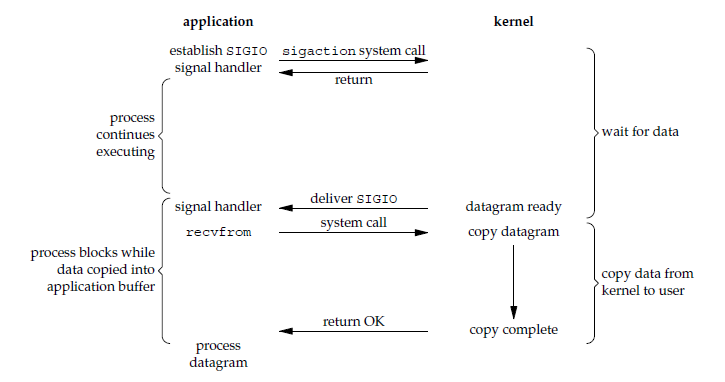 application
kernel
establish SIGIO
signal handler
sigaction system call
return
process
continues
executing
wait for data
signal handler
deliver SIGIO
datagram ready
recvfrom
system call
copy datagram
process blocks while
data copied into
application buffer
copy data from
kernel to user
return OK
copy complete
process
datagram